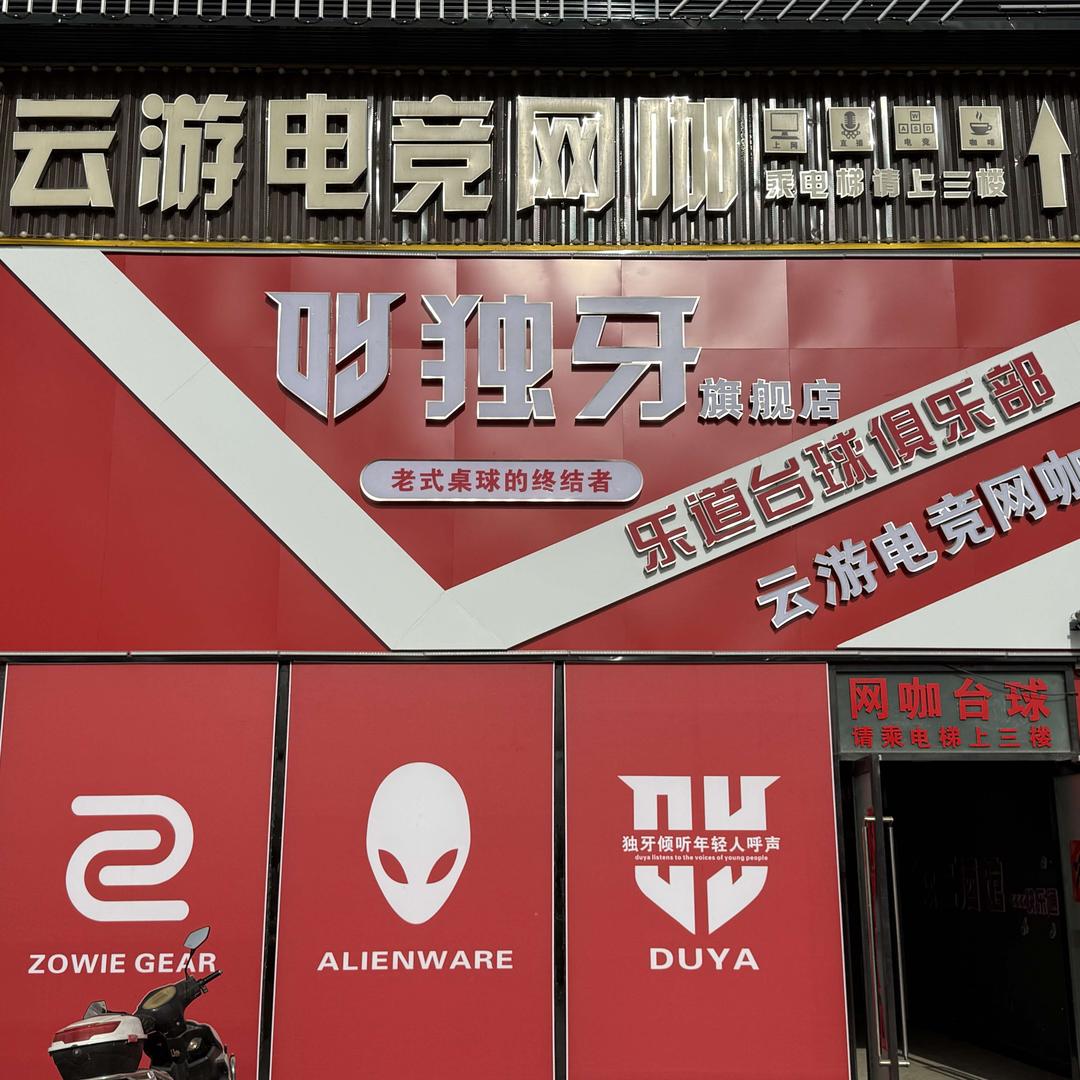 云游电竞网咖
上网 直播 电竞 咖啡
W
A S D
乘电梯请上三楼
独牙
旗舰店
老式桌球的终结者
乐道台球俱乐部
云游电竞网咖
网咖台球
请乘电梯上三楼
独牙倾听年轻人呼声
duya listens to the voices of young people
ZOWIE GEAR
ALIENWARE
DUYA